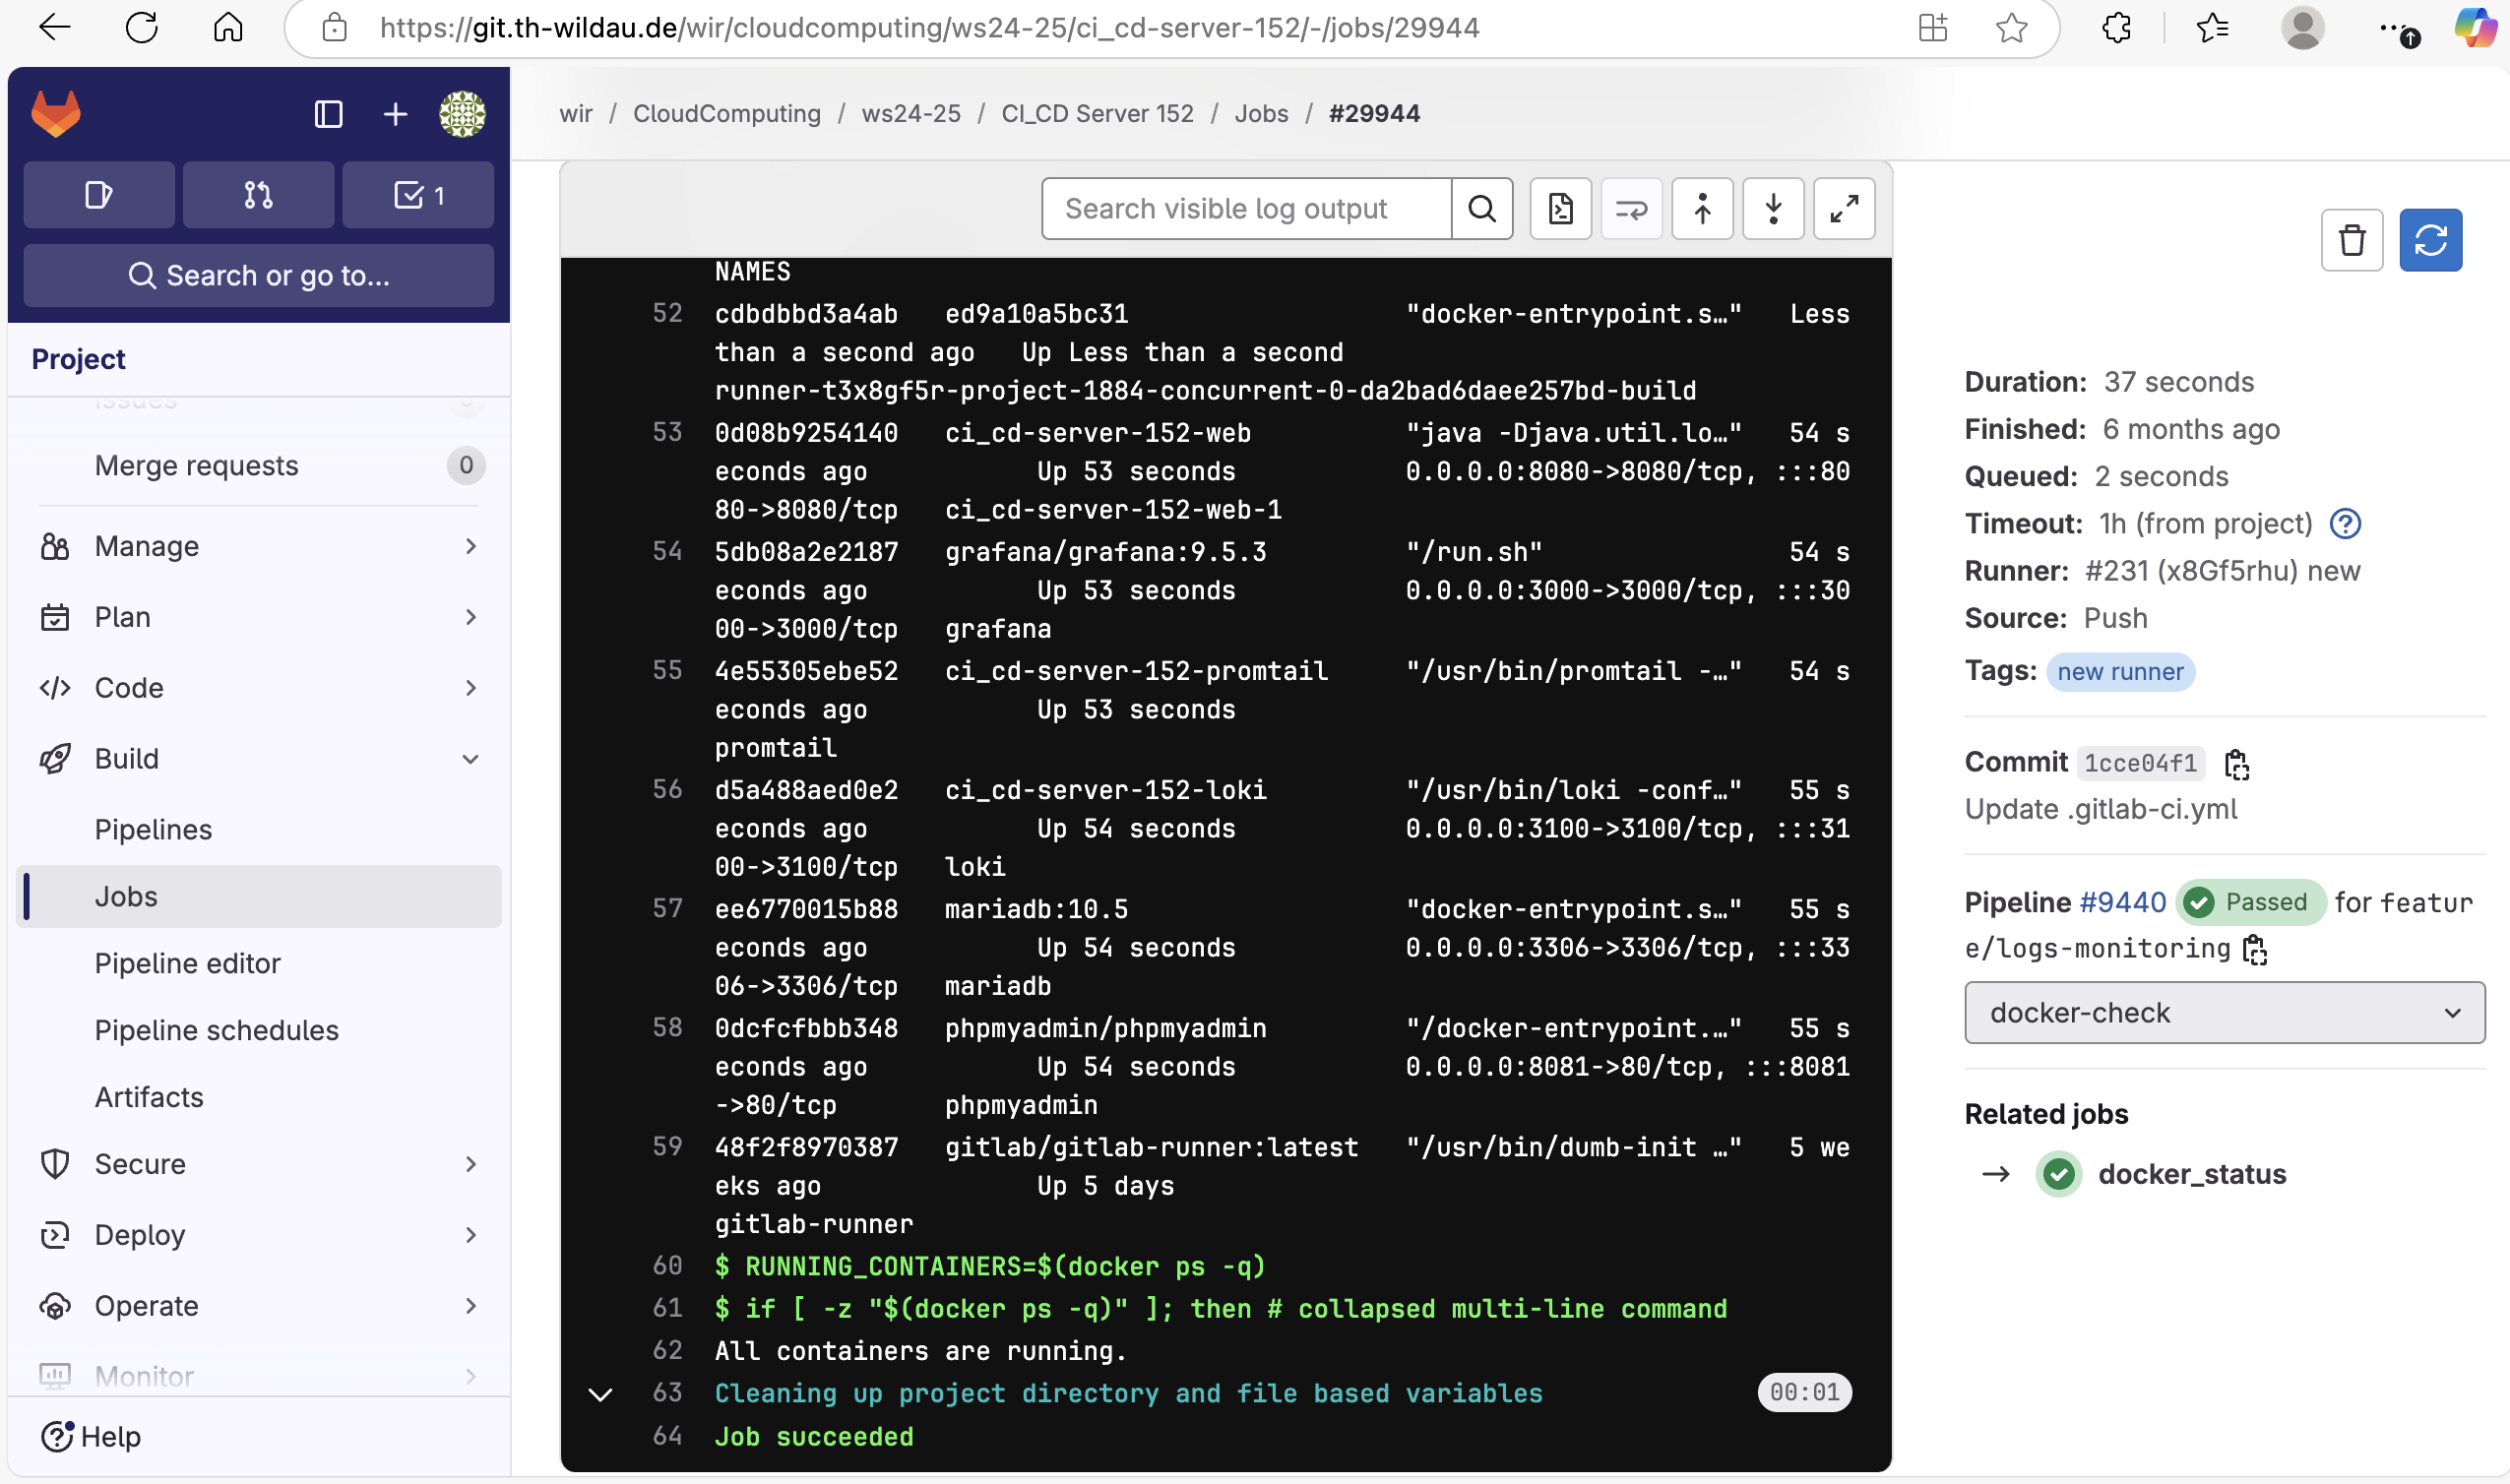 https://git.th-wildau.de/wir/cloudcomputing/ws24-25/ci_cd-server-152/-/jobs/29944
1
Search or go to...
Project
Issues
Merge requests 0
Manage
Plan
Code
Build
Pipelines
Jobs
Pipeline editor
Pipeline schedules
Artifacts
Secure
Deploy
Operate
Monitor
Help
wir / CloudComputing / ws24-25 / CI_CD Server 152 / Jobs / #29944
Search visible log output
NAMES
52 cdbdbbd3a4ab ed9a10a5bc31 "docker-entrypoint.s…" Less
than a second ago Up Less than a second
runner-t3x8gf5r-project-1884-concurrent-0-da2bad6daee257bd-build
53 0d08b9254140 ci_cd-server-152-web "java -Djava.util.lo…" 54 s
econds ago Up 53 seconds 0.0.0.0:8080->8080/tcp, :::80
80->8080/tcp ci_cd-server-152-web-1
54 5db08a2e2187 grafana/grafana:9.5.3 "/run.sh" 54 s
econds ago Up 53 seconds 0.0.0.0:3000->3000/tcp, :::30
00->3000/tcp grafana
55 4e55305ebe52 ci_cd-server-152-promtail "/usr/bin/promtail -…" 54 s
econds ago Up 53 seconds
promtail
56 d5a488aed0e2 ci_cd-server-152-loki "/usr/bin/loki -conf…" 55 s
econds ago Up 54 seconds 0.0.0.0:3100->3100/tcp, :::31
00->3100/tcp loki
57 ee6770015b88 mariadb:10.5 "docker-entrypoint.s…" 55 s
econds ago Up 54 seconds 0.0.0.0:3306->3306/tcp, :::33
06->3306/tcp mariadb
58 0dcfcfbbb348 phpmyadmin/phpmyadmin "/docker-entrypoint.…" 55 s
econds ago Up 54 seconds 0.0.0.0:8081->80/tcp, :::8081
->80/tcp phpmyadmin
59 48f2f8970387 gitlab/gitlab-runner:latest "/usr/bin/dumb-init …" 5 we
eks ago Up 5 days
gitlab-runner
60 $ RUNNING_CONTAINERS=$(docker ps -q)
61 $ if [ -z "$(docker ps -q)" ]; then # collapsed multi-line command
62 All containers are running.
63 Cleaning up project directory and file based variables 00:01
64 Job succeeded
Duration: 37 seconds
Finished: 6 months ago
Queued: 2 seconds
Timeout: 1h (from project)
Runner: #231 (x8Gf5rhu) new
Source: Push
Tags: new runner
Commit 1cce04f1
Update .gitlab-ci.yml
Pipeline #9440 Passed for featur
e/logs-monitoring
docker-check
Related jobs
docker_status